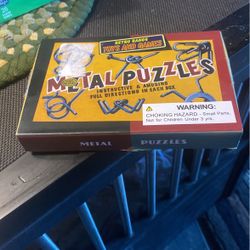 RETRO RANGE
TOYS AND GAMES
METAL PUZZLES
INSTRUCTIVE & AMUSING
FULL DIRECTIONS IN EACH BOX
WARNING:
CHOKING HAZARD - Small Parts.
Not for Children Under 3 yrs.
METAL PUZZLES